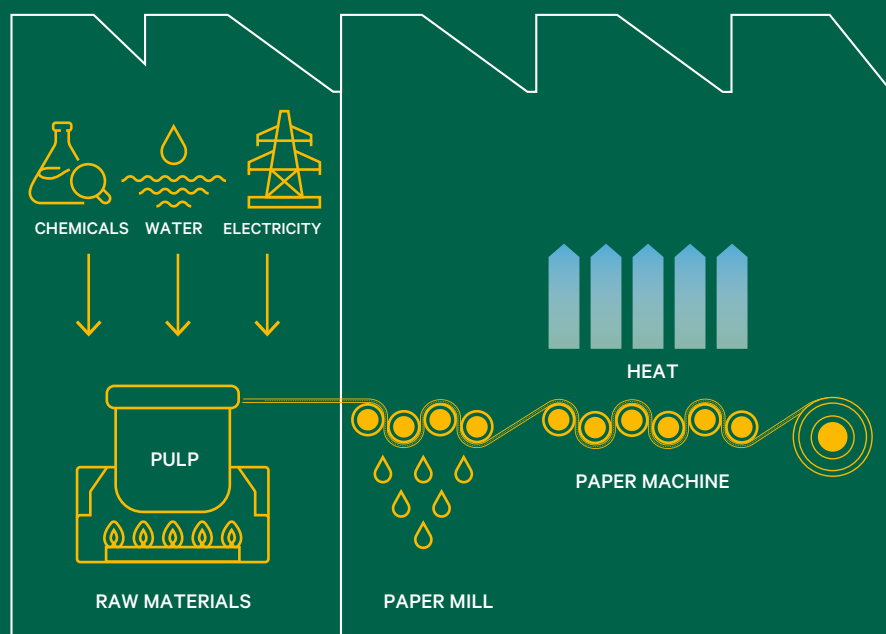 CHEMICALS
WATER
ELECTRICITY
HEAT
PULP
PAPER MACHINE
RAW MATERIALS
PAPER MILL